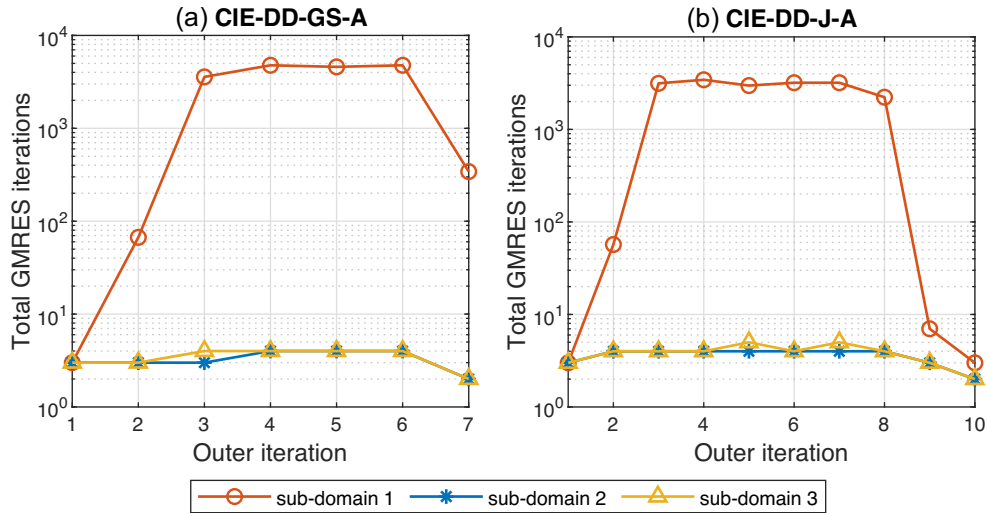 (a) CIE-DD-GS-A
(b) CIE-DD-J-A
Total GMRES iterations
10^4
10^3
10^2
10^1
10^0
1 2 3 4 5 6 7
Outer iteration
Total GMRES iterations
10^4
10^3
10^2
10^1
10^0
2 4 6 8 10
Outer iteration
sub-domain 1 sub-domain 2 sub-domain 3